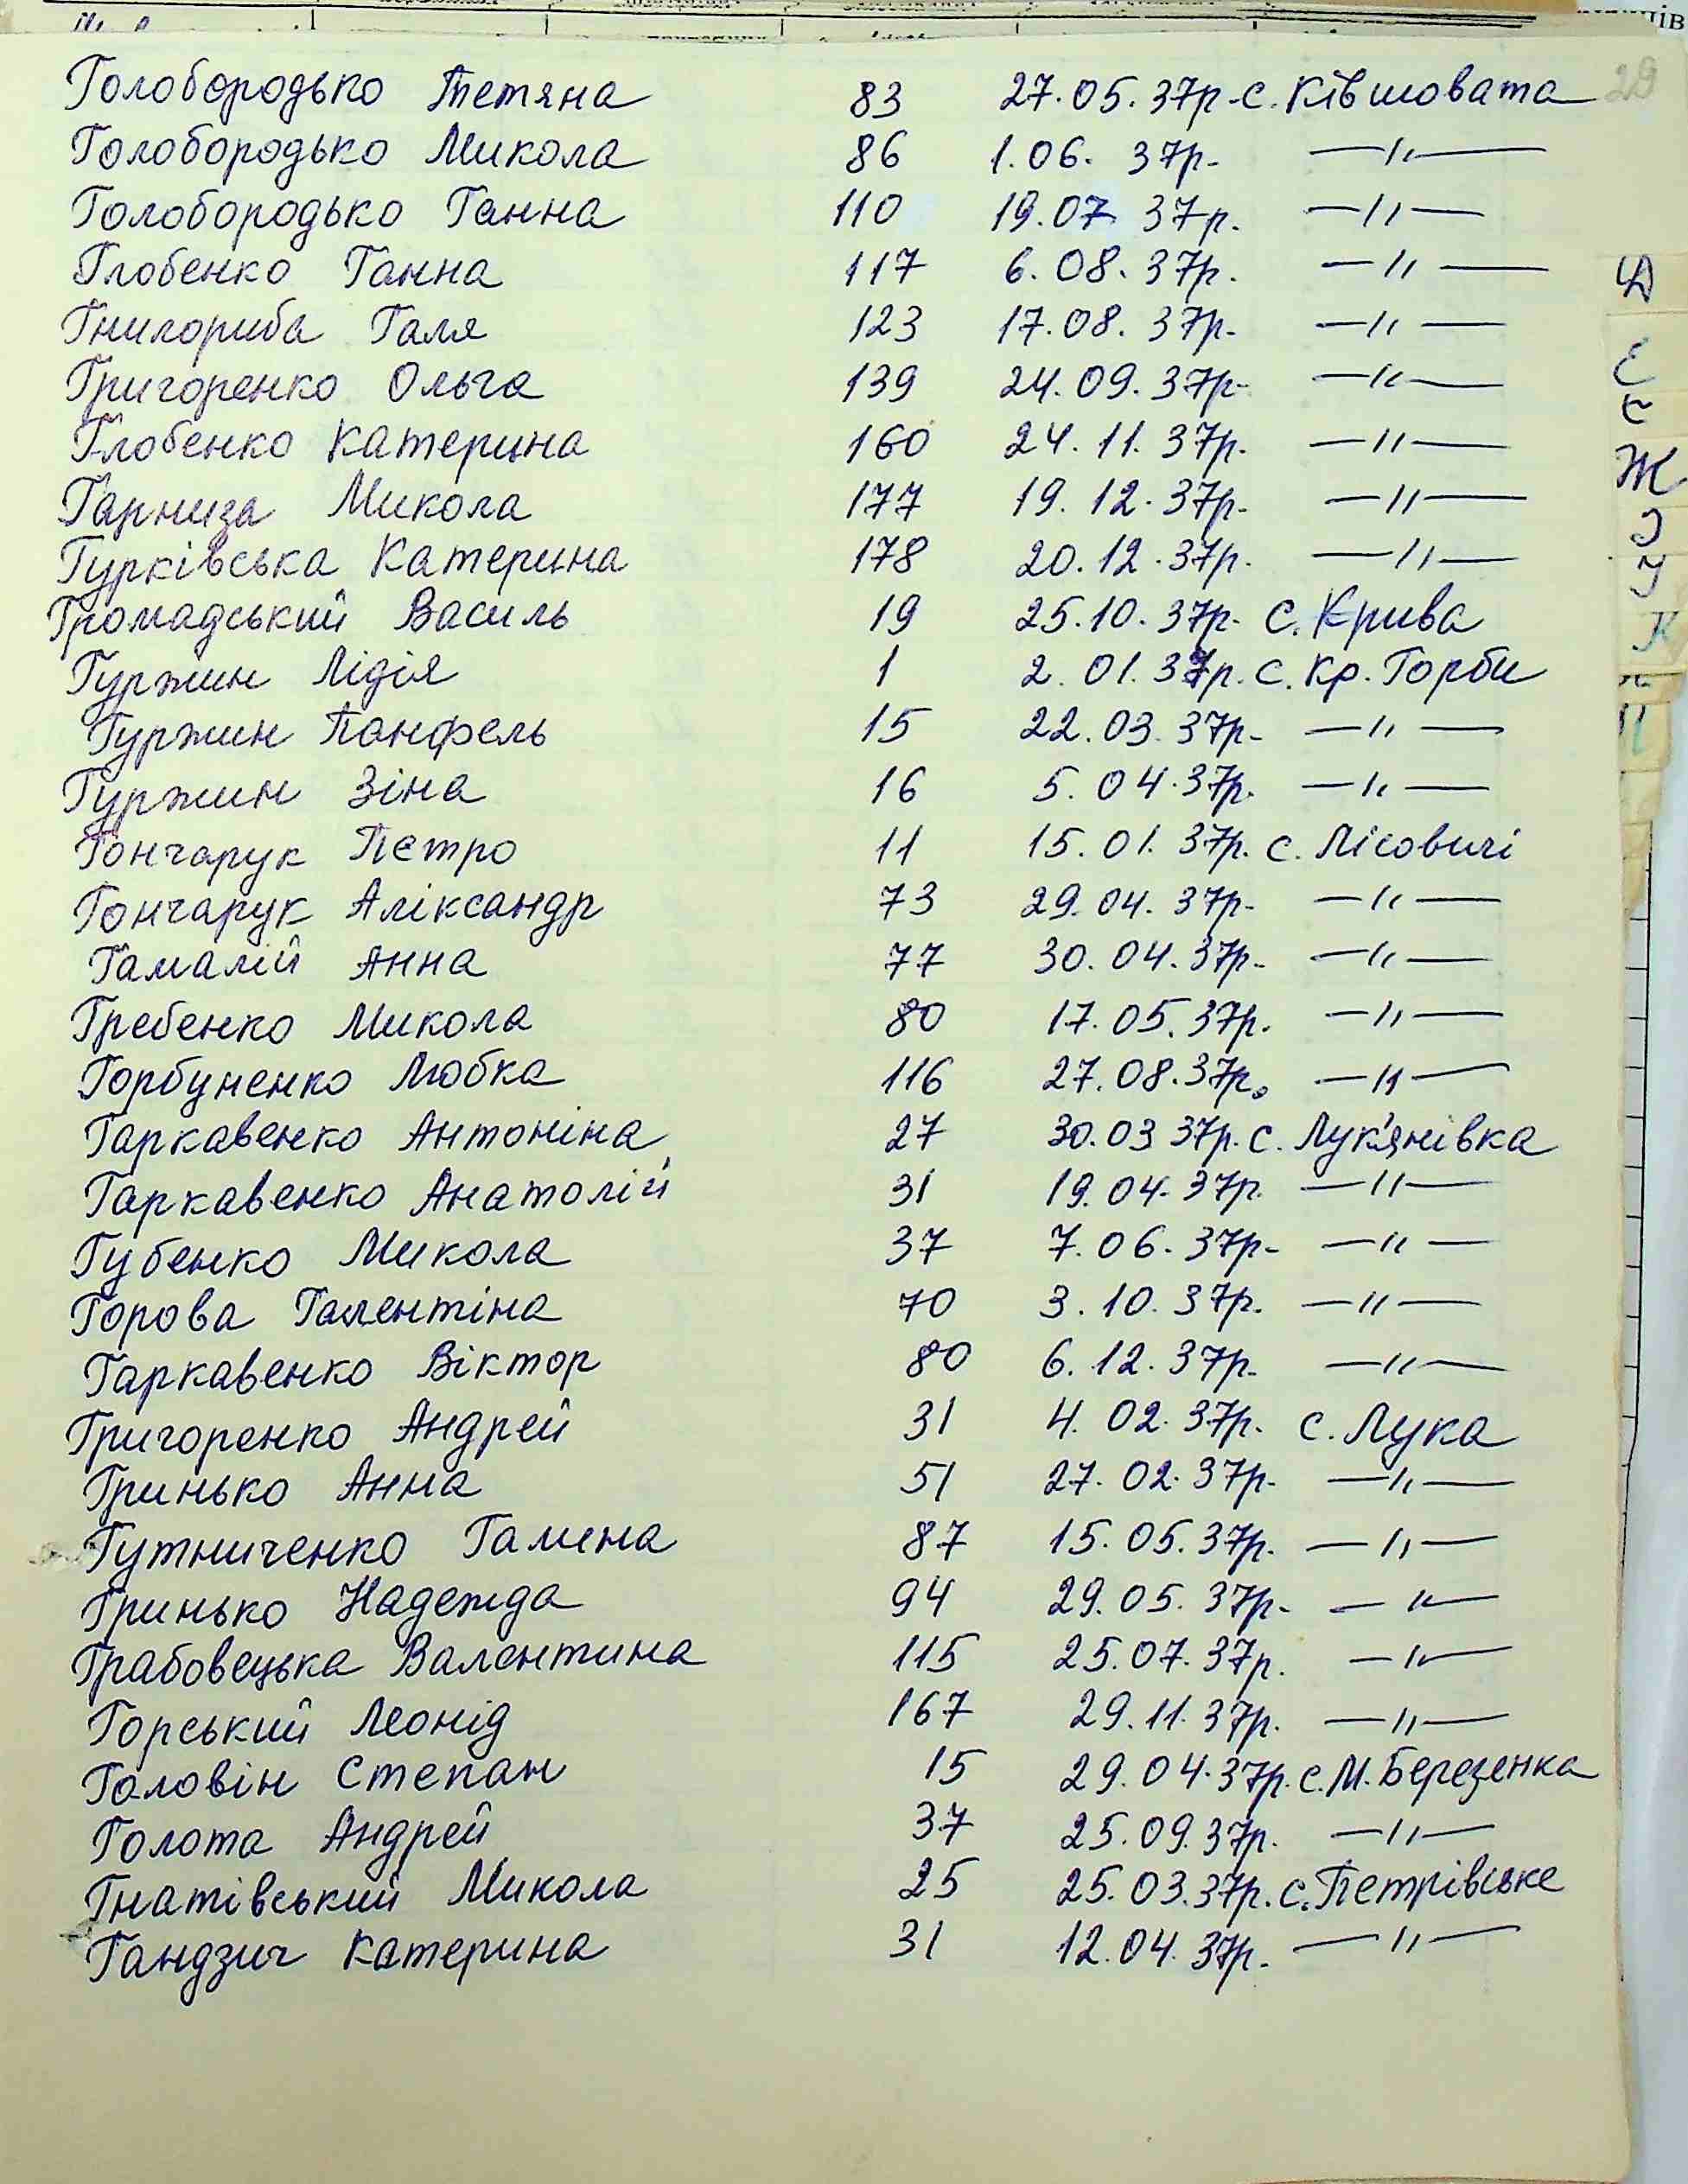 29
Голобородько Тетяна 83 27.05.37р. с. Ківшовата
Голобородько Микола 86 1.06. 37р. —"—
Голобородько Ганна 110 19.07 37р. —"—
Глобенко Ганна 117 6.08.37р. —"—
Гнилориба Галя 123 17.08.37р. —"—
Григоренко Ольга 139 24.09.37р. —"—
Глобенко Катерина 160 24.11.37р. —"—
Гарниза Микола 177 19.12.37р. —"—
Гурківська Катерина 178 20.12.37р. —"—
Громадський Василь 19 25.10.37р. с. Крива
Гуржин Лідія 1 2.01.37р. с. Кр. Горби
Гуржин Панфель 15 22.03.37р. —"—
Гуржин Зіна 16 5.04.37р. —"—
Гончарук Петро 11 15.01.37р. с. Лісовичі
Гончарук Аліксандр 73 29.04.37р. —"—
Гамалій Анна 77 30.04.37р. —"—
Гребенко Микола 80 17.05.37р. —"—
Горбуненко Любка 116 27.08.37р. —"—
Гаркавенко Антоніна 27 30.03 37р. с. Лук'янівка
Гаркавенко Анатолій 31 19.04.37р. —"—
Губенко Микола 37 7.06.37р. —"—
Горова Галентіна 70 3.10.37р. —"—
Гаркавенко Віктор 80 6.12.37р. —"—
Григоренко Андрей 31 4.02.37р. с. Лука
Гринько Анна 51 27.02.37р. —"—
Гутниченко Галина 87 15.05.37р. —"—
Гринько Надежда 94 29.05.37р. —"—
Грабовецька Валентина 115 25.07.37р. —"—
Горський Леонід 167 29.11.37р. —"—
Головін Степан 15 29.04.37р. с. М. Березенка
Голота Андрей 37 25.09.37р. —"—
Гнатівський Микола 25 25.03.37р. с. Петрівське
Гандзич Катерина 31 12.04.37р. —"—
Д
Е
Є
Ж
З
І
К